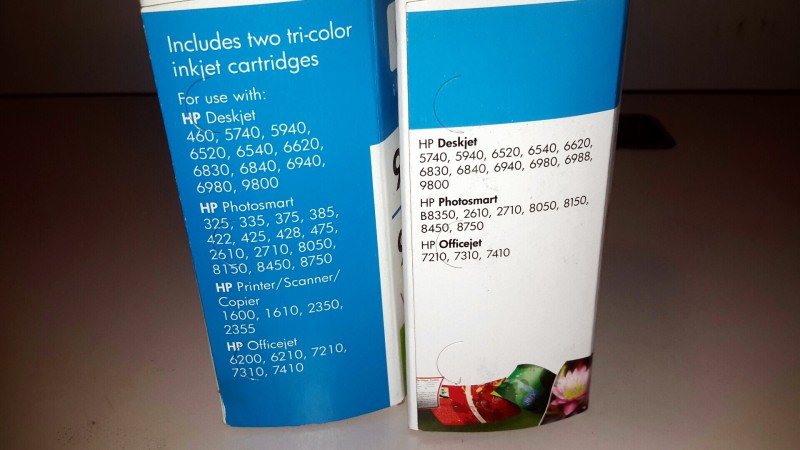 Includes two tri-color
inkjet cartridges
For use with:
HP Deskjet
460, 5740, 5940,
6520, 6540, 6620,
6830, 6840, 6940,
6980, 9800
HP Photosmart
325, 335, 375, 385,
422, 425, 428, 475,
2610, 2710, 8050,
8150, 8450, 8750
HP Printer/Scanner/
Copier
1600, 1610, 2350,
2355
HP Officejet
6200, 6210, 7210,
7310, 7410
HP Deskjet
5740, 5940, 6520, 6540, 6620,
6830, 6840, 6940, 6980, 6988,
9800
HP Photosmart
B8350, 2610, 2710, 8050, 8150,
8450, 8750
HP Officejet
7210, 7310, 7410